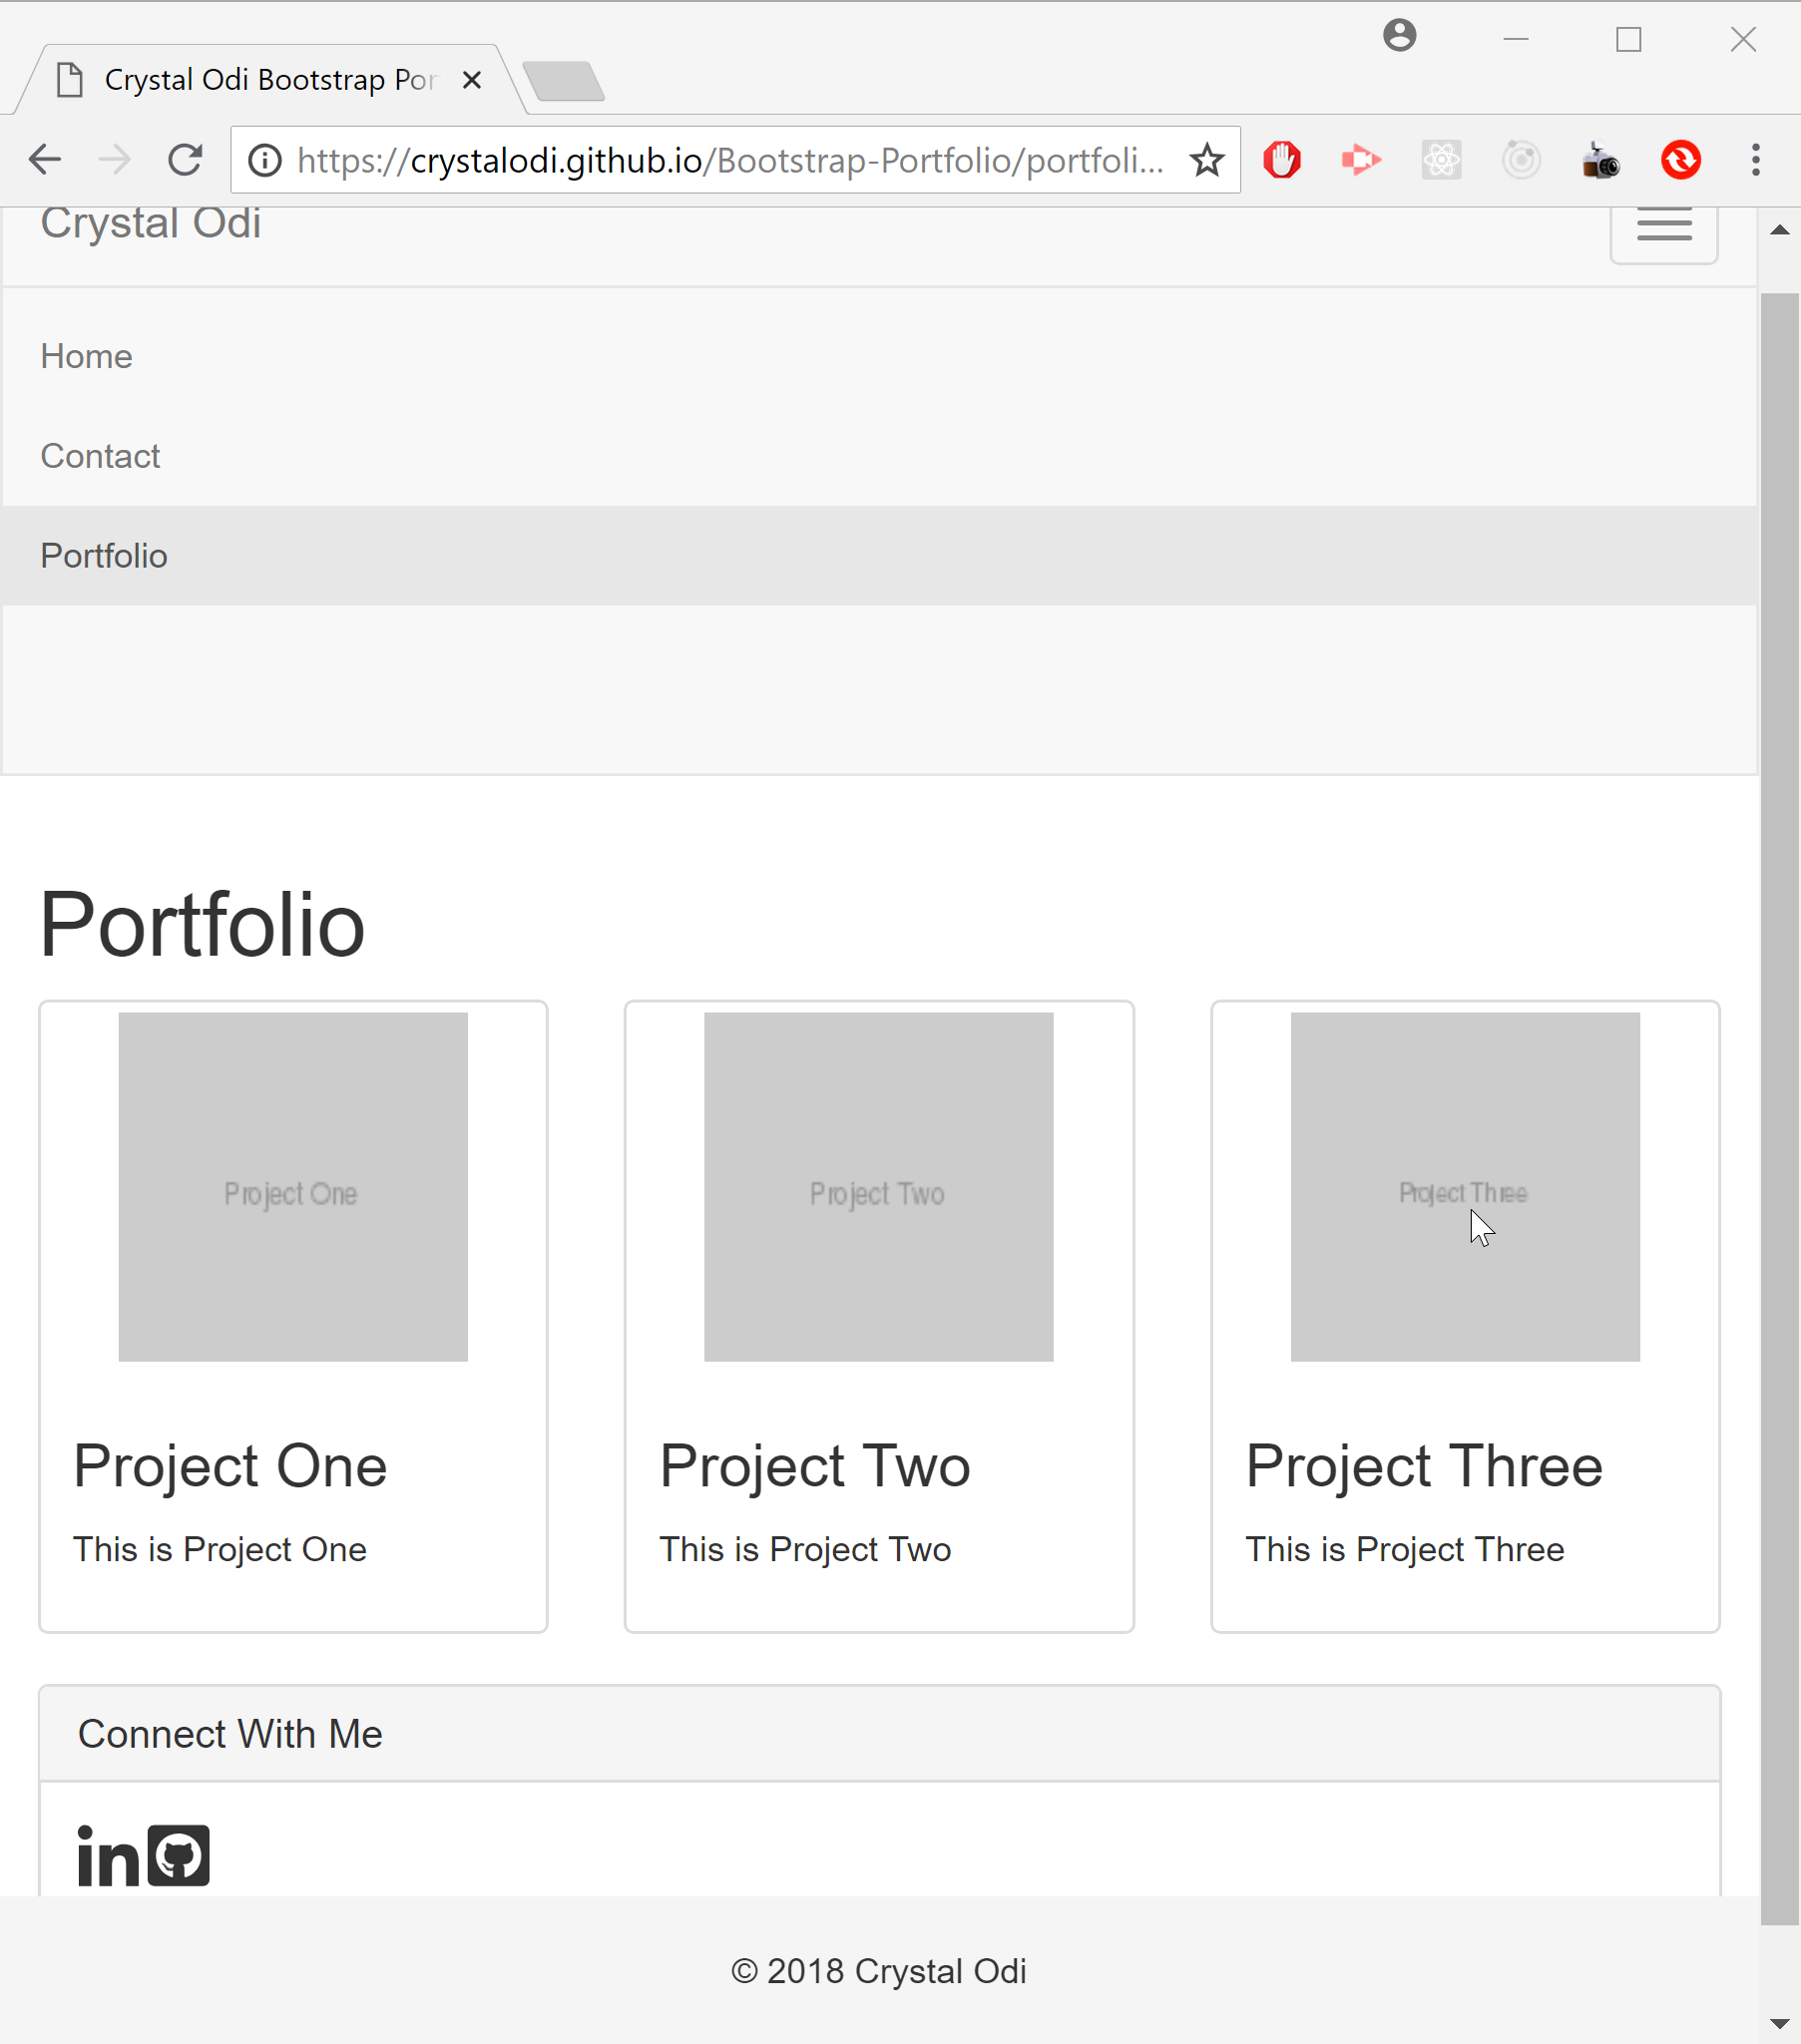 Crystal Odi Bootstrap Por
https://crystalodi.github.io/Bootstrap-Portfolio/portfoli...
Crystal Odi
Home
Contact
Portfolio
Portfolio
Project One
Project Two
Project Three
Project One
Project Two
Project Three
This is Project One
This is Project Two
This is Project Three
Connect With Me
in
© 2018 Crystal Odi